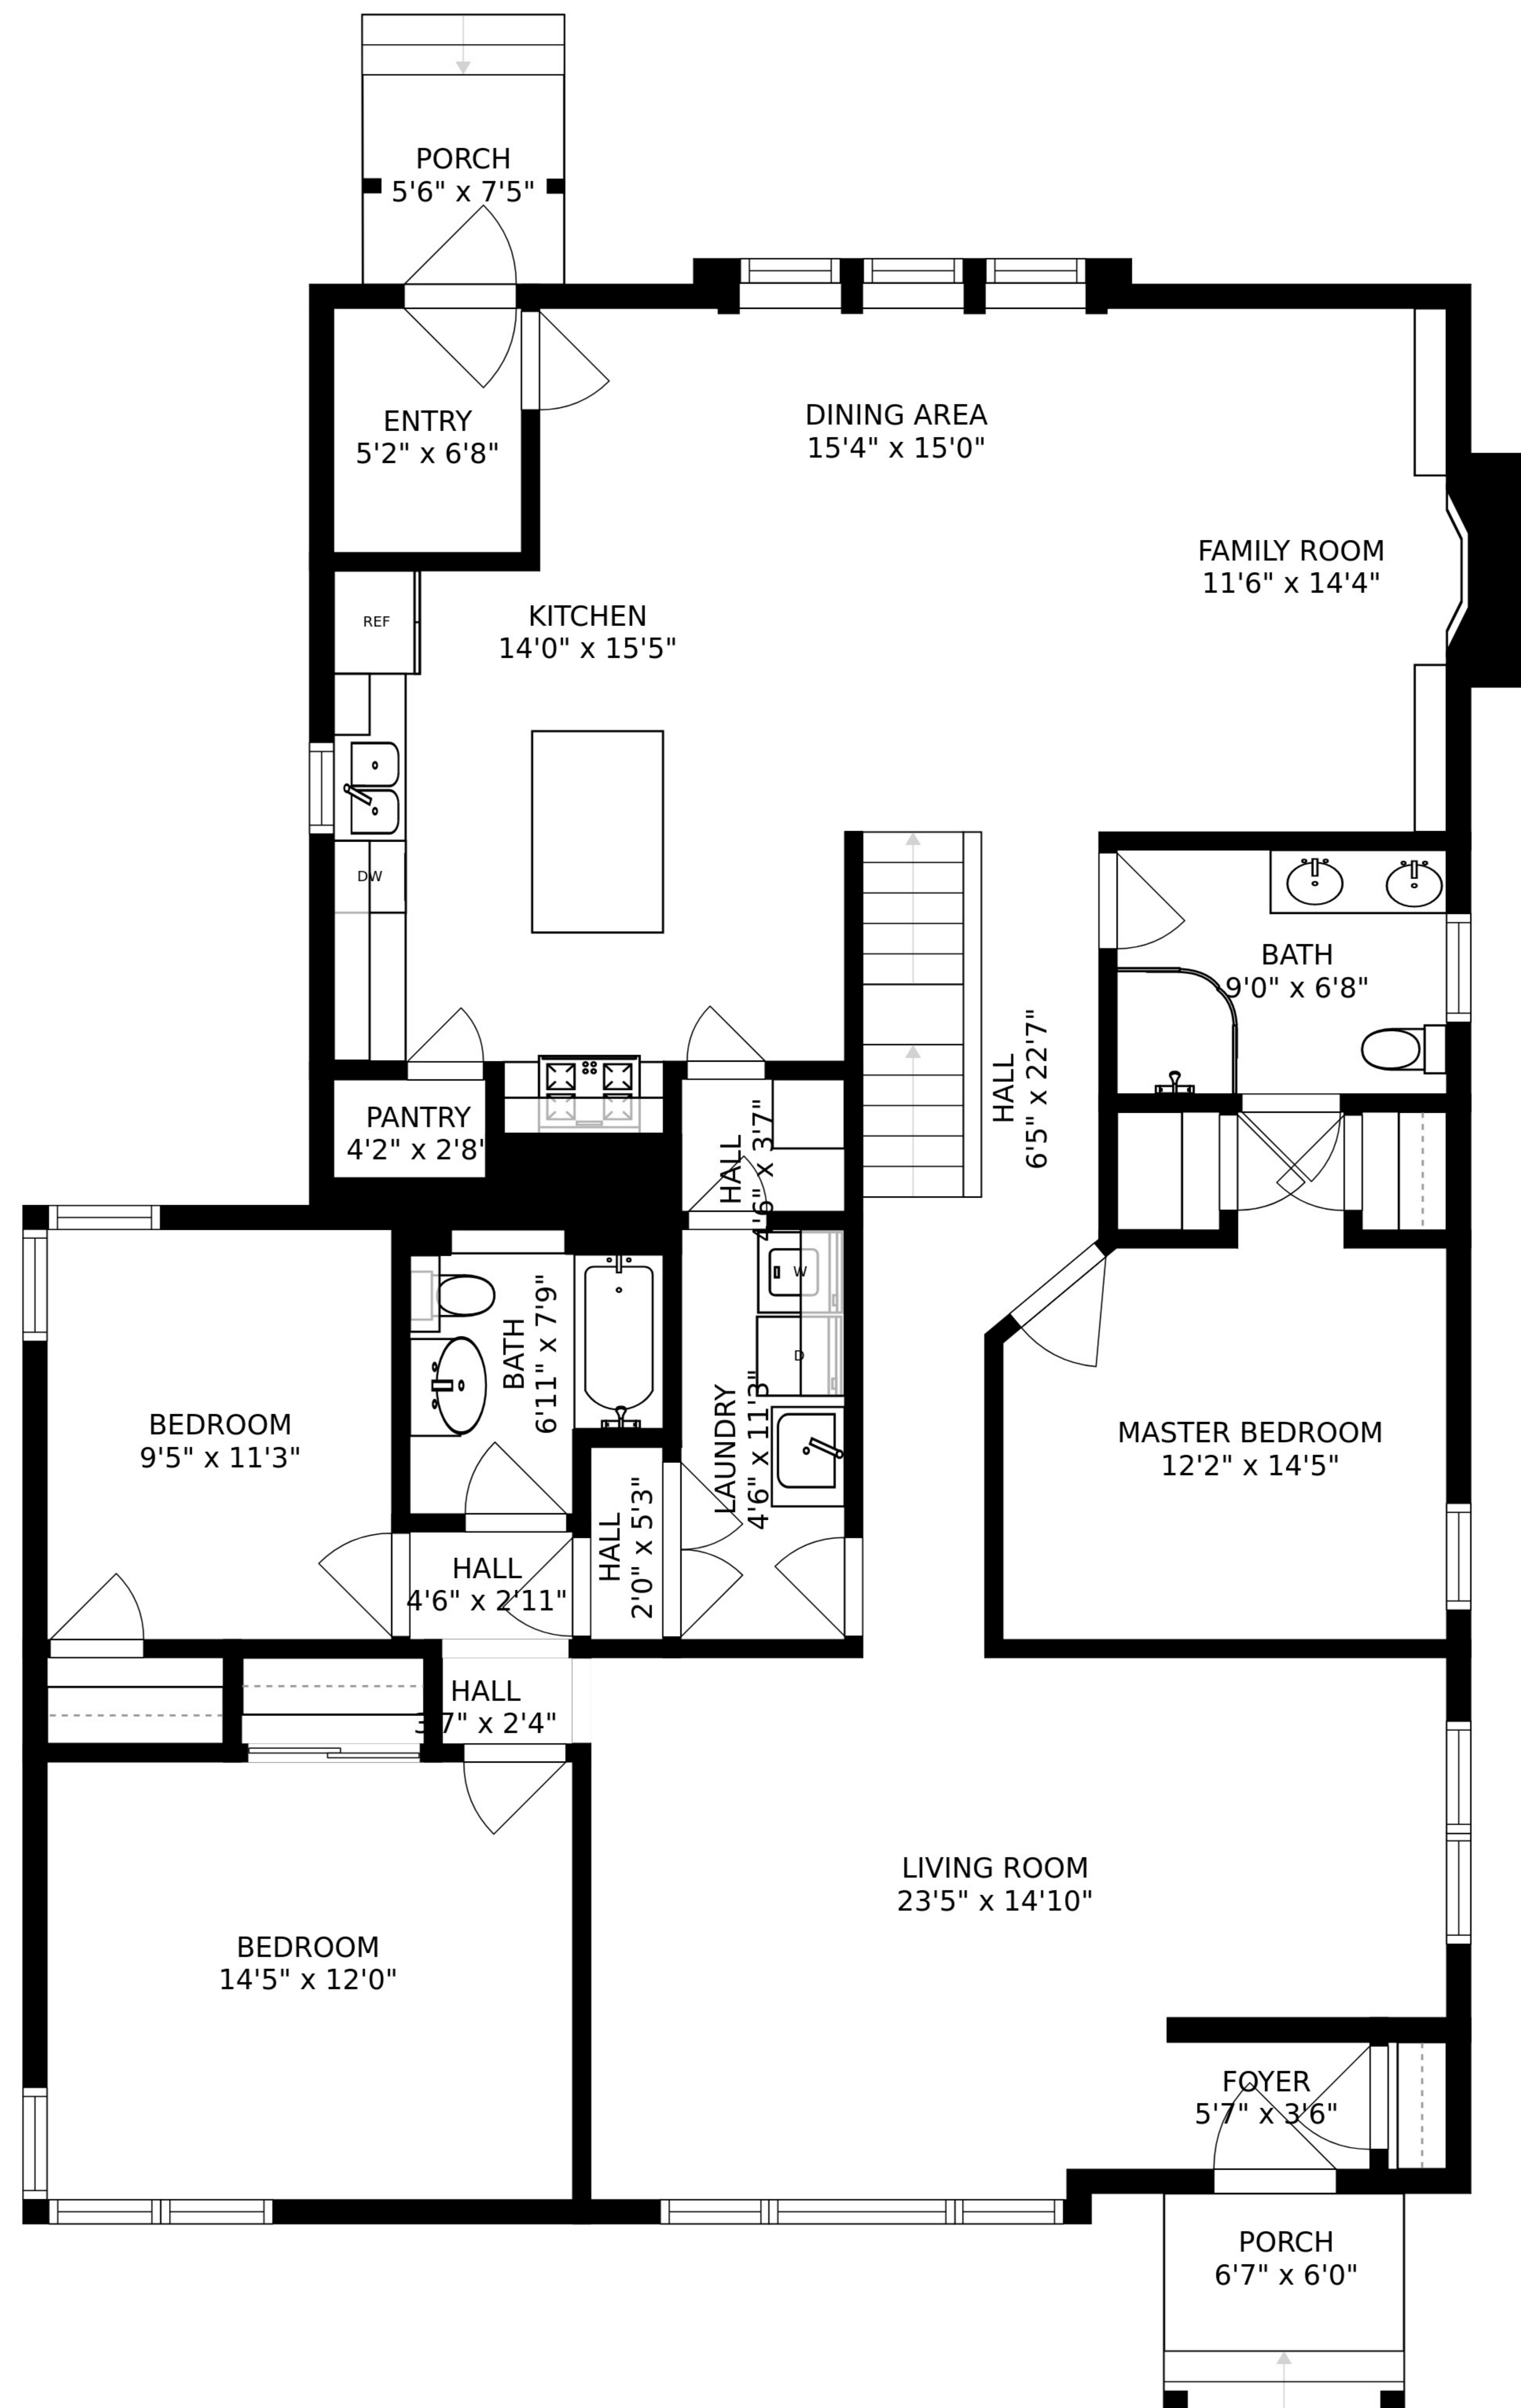 PORCH
5'6" x 7'5"
ENTRY
5'2" x 6'8"
DINING AREA
15'4" x 15'0"
FAMILY ROOM
11'6" x 14'4"
REF
KITCHEN
14'0" x 15'5"
DW
BATH
9'0" x 6'8"
HALL
6'5" x 22'7"
PANTRY
4'2" x 2'8"
HALL
4'6" x 3'7"
W
D
BATH
6'11" x 7'9"
LAUNDRY
4'6" x 11'3"
BEDROOM
9'5" x 11'3"
MASTER BEDROOM
12'2" x 14'5"
HALL
2'0" x 5'3"
HALL
4'6" x 2'11"
HALL
3'7" x 2'4"
LIVING ROOM
23'5" x 14'10"
BEDROOM
14'5" x 12'0"
FOYER
5'7" x 3'6"
PORCH
6'7" x 6'0"